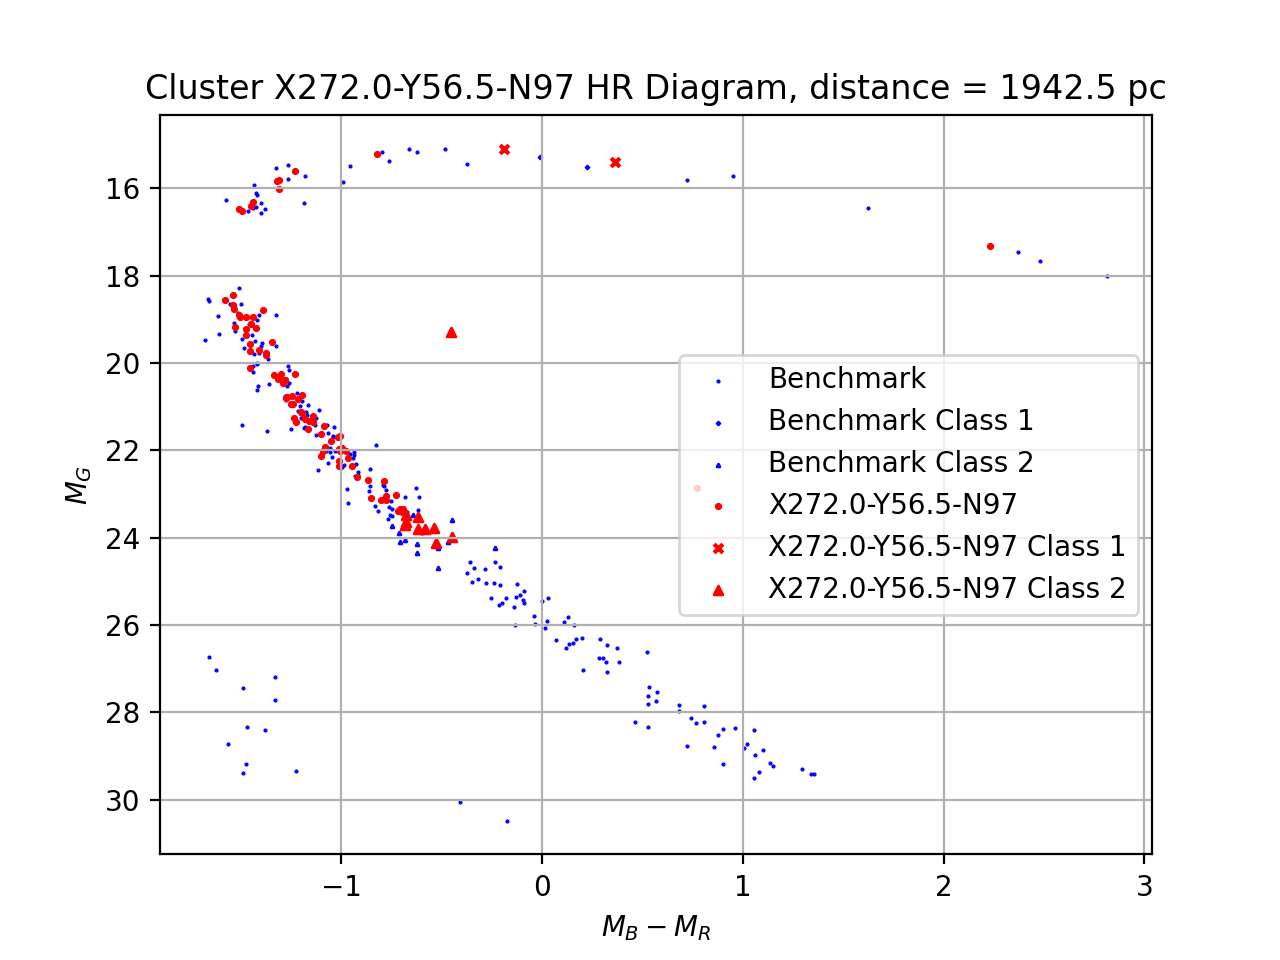 Cluster X272.0-Y56.5-N97 HR Diagram, distance = 1942.5 pc
16
18
20
22
24
26
28
30
M_G
Benchmark
Benchmark Class 1
Benchmark Class 2
X272.0-Y56.5-N97
X272.0-Y56.5-N97 Class 1
X272.0-Y56.5-N97 Class 2
−1 0 1 2 3
M_B − M_R